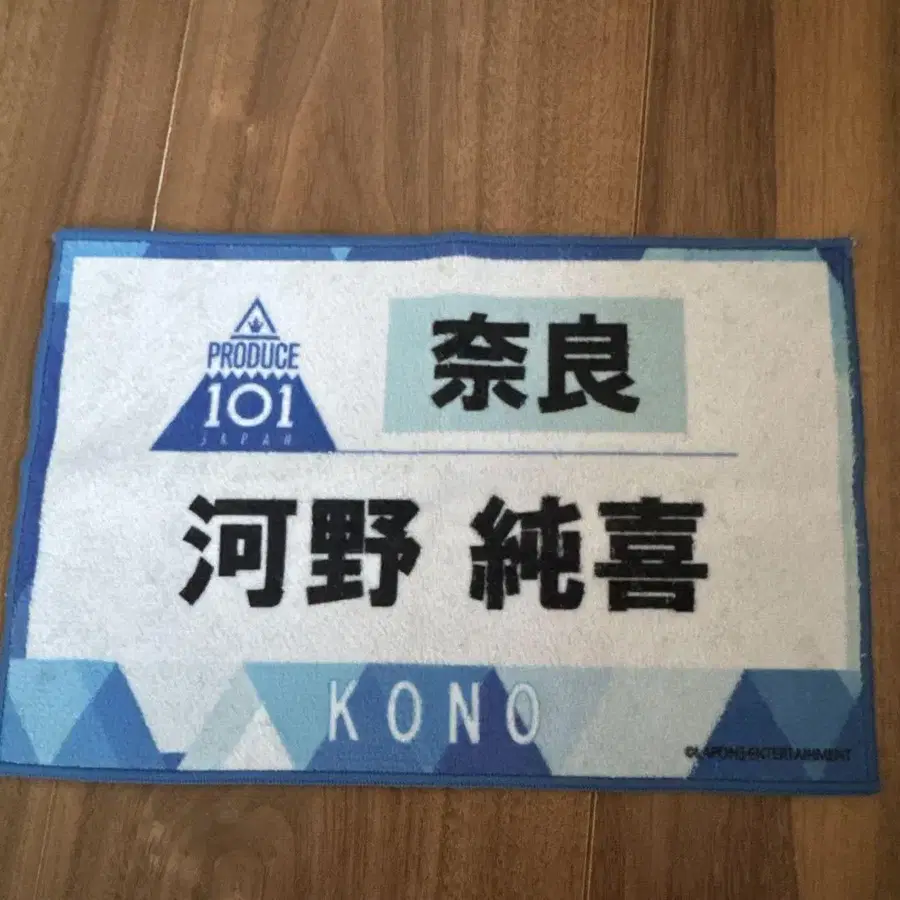 PRODUCE
101
JAPAN
奈良
河野 純喜
KONO
©LAPONE ENTERTAINMENT